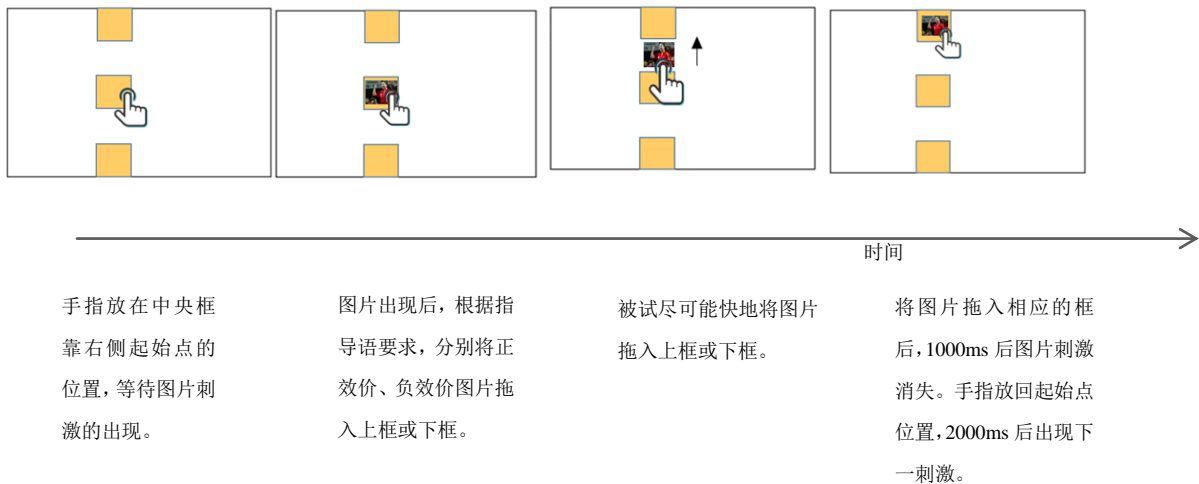 时间
手指放在中央框
靠右侧起始点的
位置，等待图片刺
激的出现。
图片出现后，根据指
导语要求，分别将正
效价、负效价图片拖
入上框或下框。
被试尽可能快地将图片
拖入上框或下框。
将图片拖入相应的框
后，1000ms 后图片刺激
消失。手指放回起始点
位置，2000ms 后出现下
一刺激。